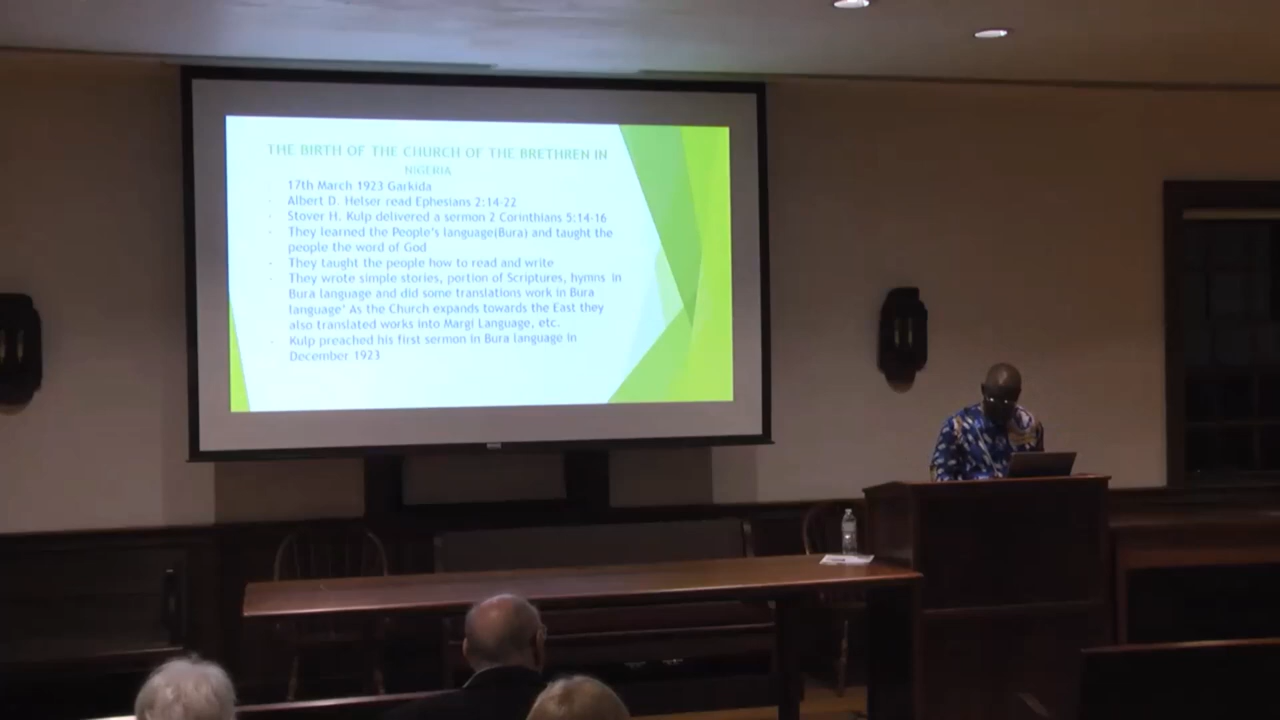 THE BIRTH OF THE CHURCH OF THE BRETHREN IN
NIGERIA
17th March 1923 Garkida
Albert D. Helser read Ephesians 2:14-22
Stover H. Kulp delivered a sermon 2 Corinthians 5:14-16
They learned the People's language(Bura) and taught the
people the word of God
They taught the people how to read and write
They wrote simple stories, portion of Scriptures, hymns in
Bura language and did some translations work in Bura
language' As the Church expands towards the East they
also translated works into Margi Language, etc.
Kulp preached his first sermon in Bura language in
December 1923